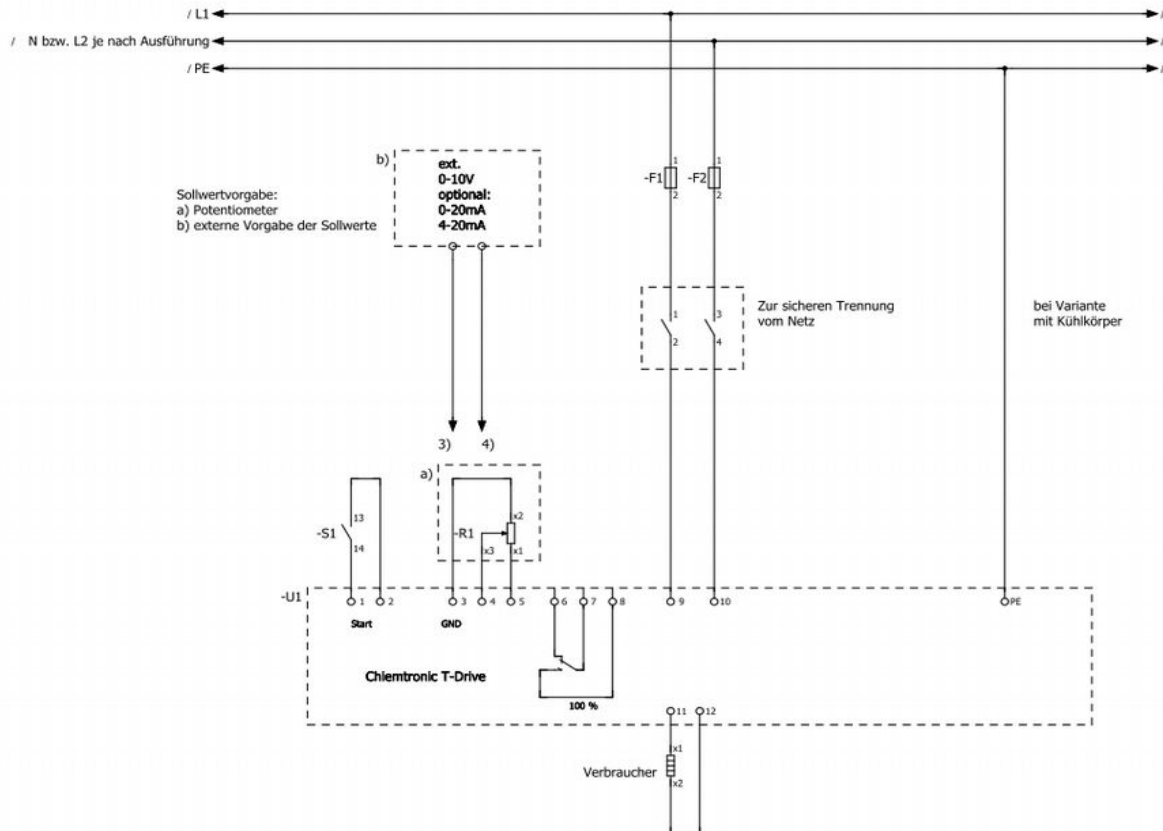 / L1
/
/ N bzw. L2 je nach Ausführung
/
/ PE
/
b)
ext.
0-10V
optional:
0-20mA
4-20mA
Sollwertvorgabe:
a) Potentiometer
b) externe Vorgabe der Sollwerte
-F1
1
2
-F2
1
2
1
2
3
4
Zur sicheren Trennung
vom Netz
bei Variante
mit Kühlkörper
3) 4)
a)
-S1
13
14
-R1
x2
x3
x1
-U1
1 2 3 4 5 6 7 8 9 10 PE
Start
GND
Chiemtronic T-Drive
100 %
11 12
Verbraucher
x1
x2